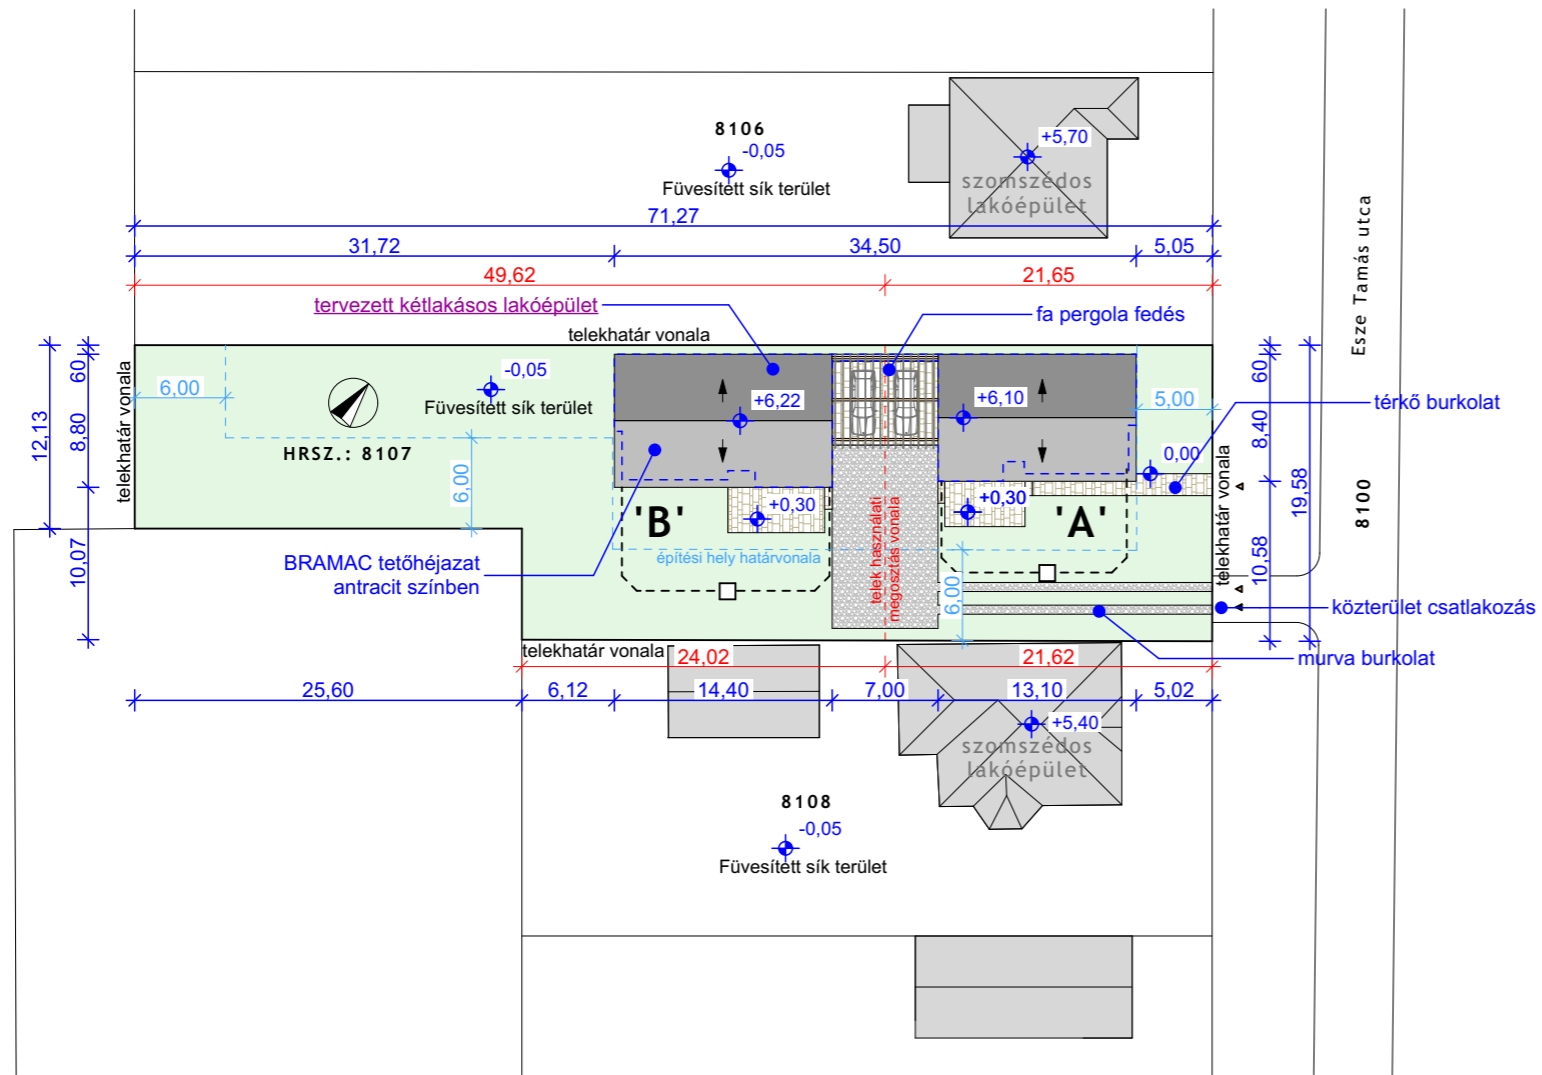 8106
-0,05
Füvesített sík terület
+5,70
szomszédos
lakóépület
71,27
31,72
34,50
5,05
49,62
21,65
tervezett kétlakásos lakóépület
fa pergola fedés
telekhatár vonala
Esze Tamás utca
8100
telekhatár vonala
12,13
60
8,80
10,07
6,00
-0,05
Füvesített sík terület
HRSZ.: 8107
6,00
+6,22
+6,10
5,00
térkő burkolat
0,00
60
8,40
10,58
19,58
telekhatár vonala
+0,30
+0,30
'B'
'A'
építési hely határvonala
BRAMAC tetőhéjazat
antracit színben
telek használati
megosztás vonala
6,00
közterület csatlakozás
murva burkolat
telekhatár vonala
24,02
21,62
25,60
6,12
14,40
7,00
13,10
5,02
+5,40
szomszédos
lakóépület
8108
-0,05
Füvesített sík terület